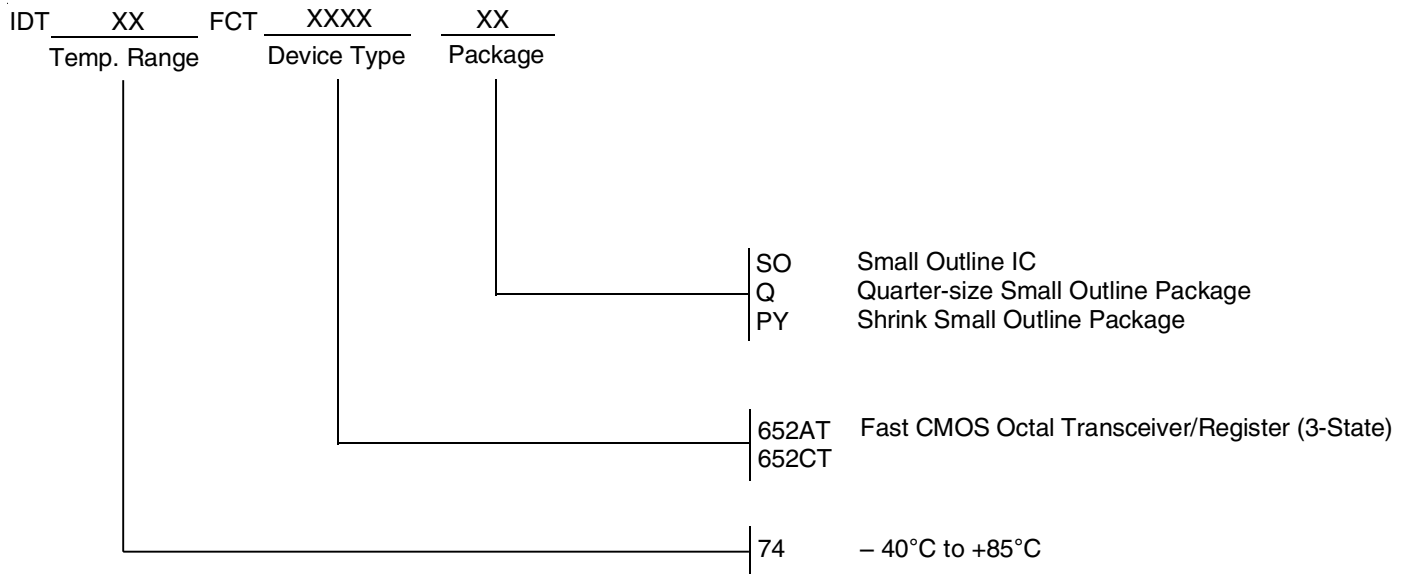 IDT XX FCT XXXX XX
Temp. Range Device Type Package
SO Small Outline IC
Q Quarter-size Small Outline Package
PY Shrink Small Outline Package
652AT Fast CMOS Octal Transceiver/Register (3-State)
652CT
74 – 40°C to +85°C